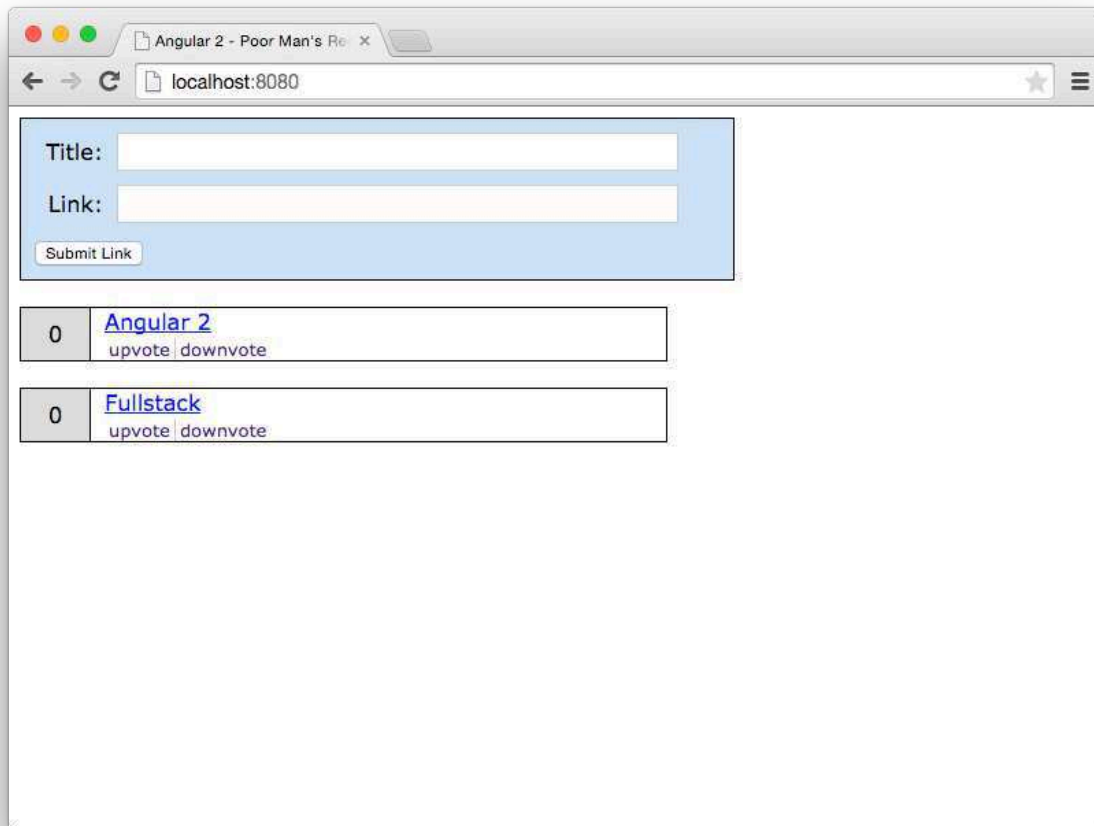 Angular 2 - Poor Man's Re
localhost:8080
Title:
Link:
Submit Link
0
Angular 2
upvote downvote
0
Fullstack
upvote downvote